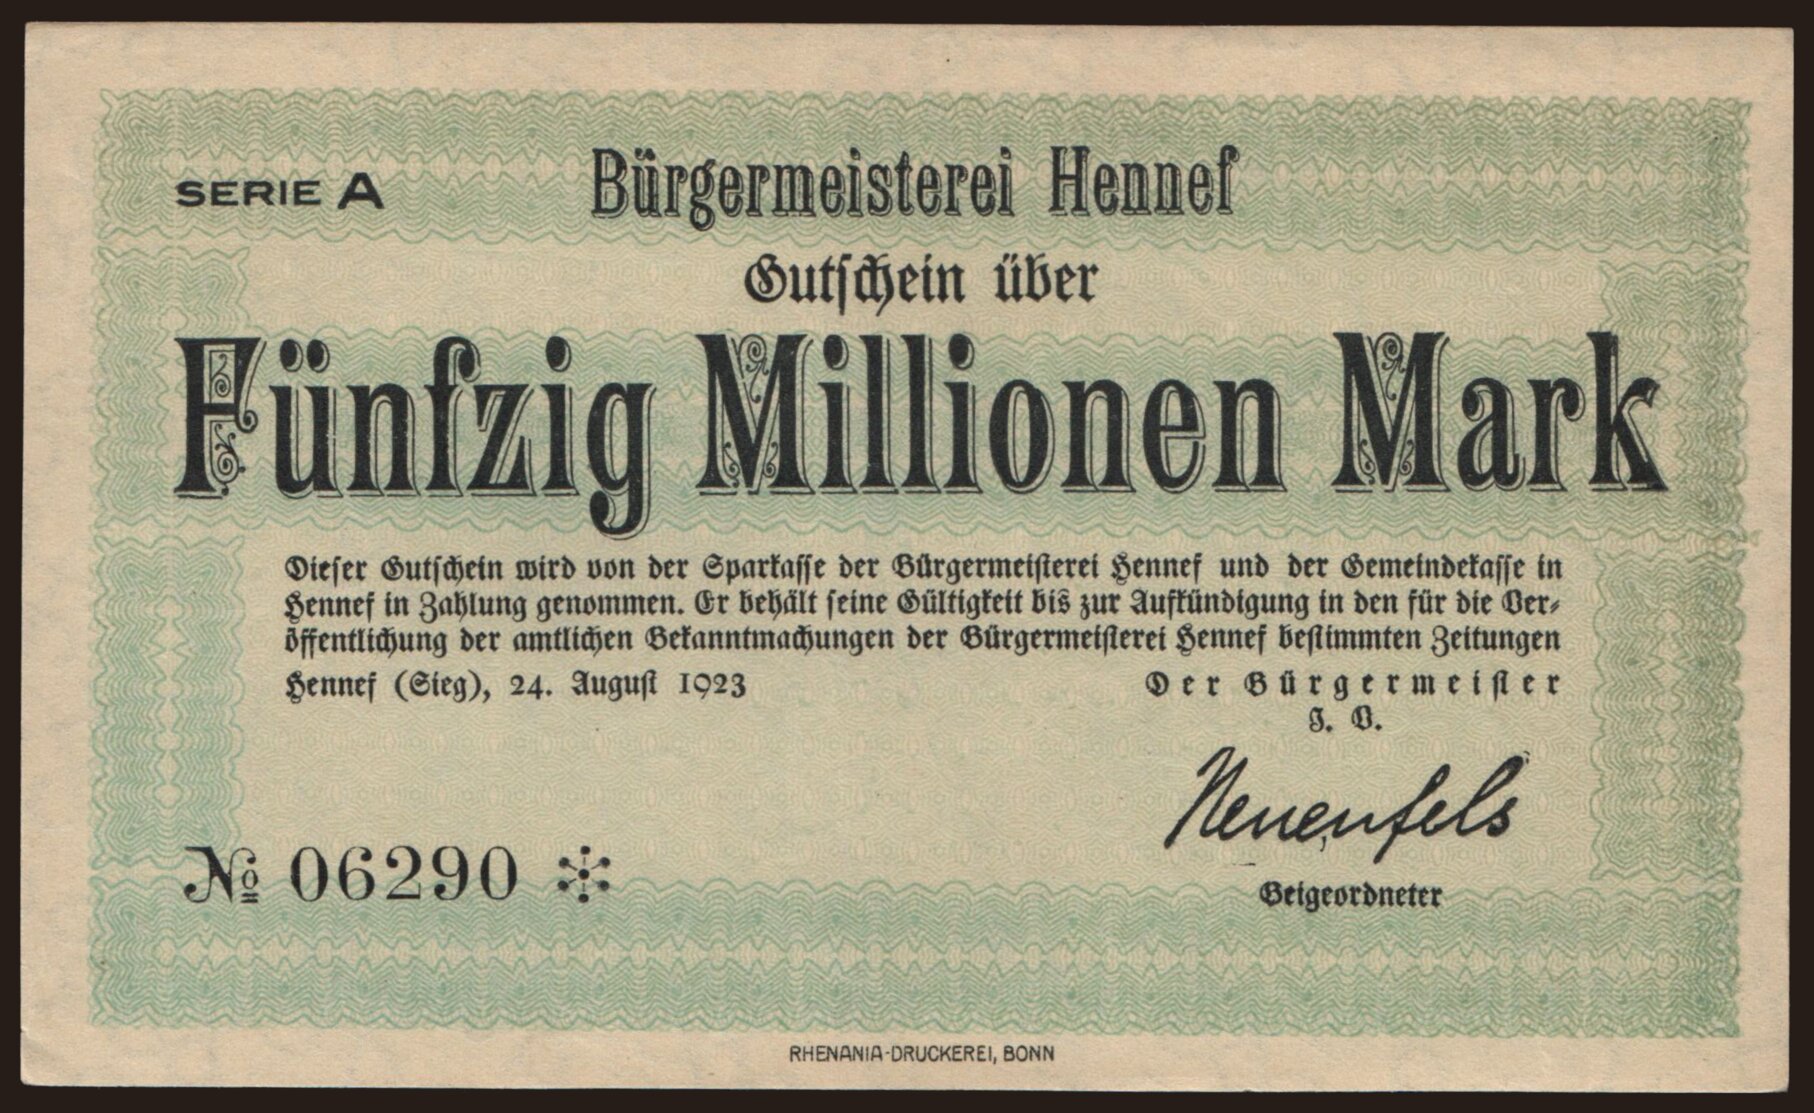 SERIE A
Bürgermeisterei Hennef
Gutschein über
Fünfzig Millionen Mark
Dieser Gutschein wird von der Sparkasse der Bürgermeisterei Hennef und der Gemeindekasse in
Hennef in Zahlung genommen. Er behält seine Gültigkeit bis zur Aufkündigung in den für die Ver-
öffentlichung der amtlichen Bekanntmachungen der Bürgermeisterei Hennef bestimmten Zeitungen
Hennef (Sieg), 24. August 1923
Der Bürgermeister
J. V.
Neuenfels
Beigeordneter
№ 06290 *
RHENANIA-DRUCKEREI, BONN